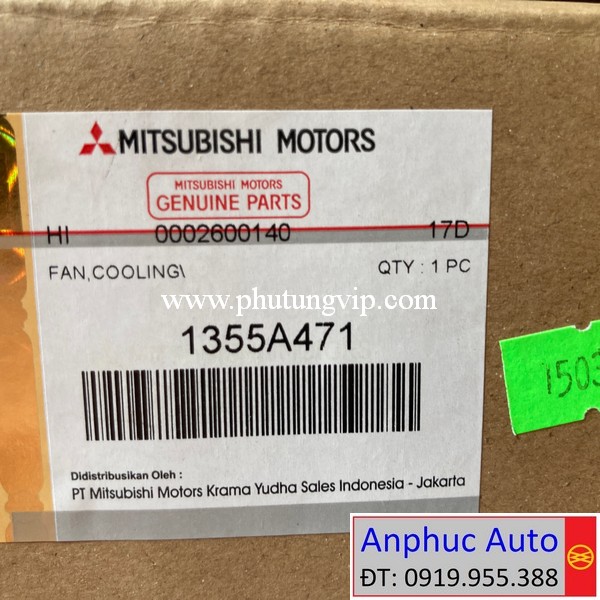 MITSUBISHI MOTORS
MITSUBISHI MOTORS
GENUINE PARTS
HI 0002600140 17D
FAN,COOLING\ QTY : 1 PC
www.phutungvip.com
1355A471
1503
Didistribusikan Oleh :
PT Mitsubishi Motors Krama Yudha Sales Indonesia - Jakarta
Anphuc Auto
ĐT: 0919.955.388